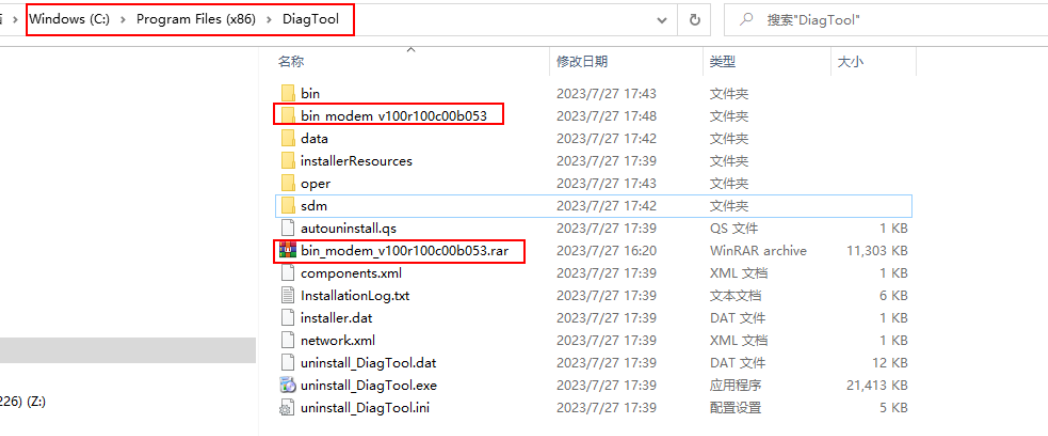 Windows (C:) › Program Files (x86) › DiagTool 搜索"DiagTool"
名称 修改日期 类型 大小
bin 2023/7/27 17:43 文件夹
bin_modem_v100r100c00b053 2023/7/27 17:48 文件夹
data 2023/7/27 17:42 文件夹
installerResources 2023/7/27 17:39 文件夹
oper 2023/7/27 17:43 文件夹
sdm 2023/7/27 17:42 文件夹
autouninstall.qs 2023/7/27 17:39 QS 文件 1 KB
bin_modem_v100r100c00b053.rar 2023/7/27 16:20 WinRAR archive 11,303 KB
components.xml 2023/7/27 17:39 XML 文档 1 KB
InstallationLog.txt 2023/7/27 17:39 文本文档 6 KB
installer.dat 2023/7/27 17:39 DAT 文件 1 KB
network.xml 2023/7/27 17:39 XML 文档 1 KB
uninstall_DiagTool.dat 2023/7/27 17:39 DAT 文件 12 KB
uninstall_DiagTool.exe 2023/7/27 17:39 应用程序 21,413 KB
226) (Z:)
uninstall_DiagTool.ini 2023/7/27 17:39 配置设置 5 KB